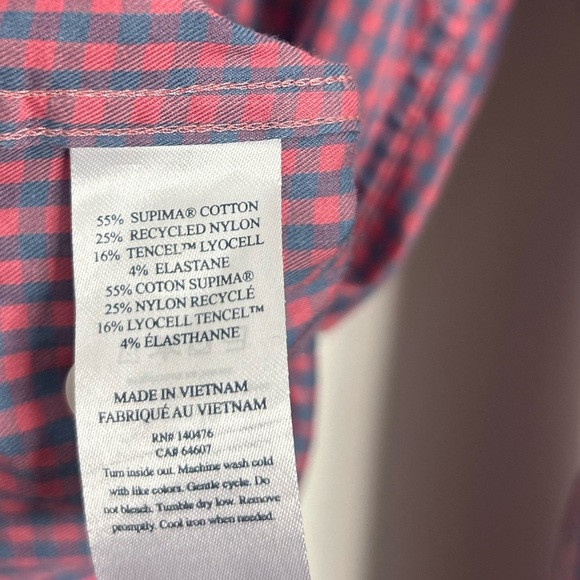 55% SUPIMA® COTTON
25% RECYCLED NYLON
16% TENCEL™ LYOCELL
4% ELASTANE
55% COTON SUPIMA®
25% NYLON RECYCLÉ
16% LYOCELL TENCEL™
4% ÉLASTHANNE
MADE IN VIETNAM
FABRIQUÉ AU VIETNAM
RN# 140476
CA# 64607
Turn inside out. Machine wash cold
with like colors. Gentle cycle. Do
not bleach. Tumble dry low. Remove
promptly. Cool iron when needed.